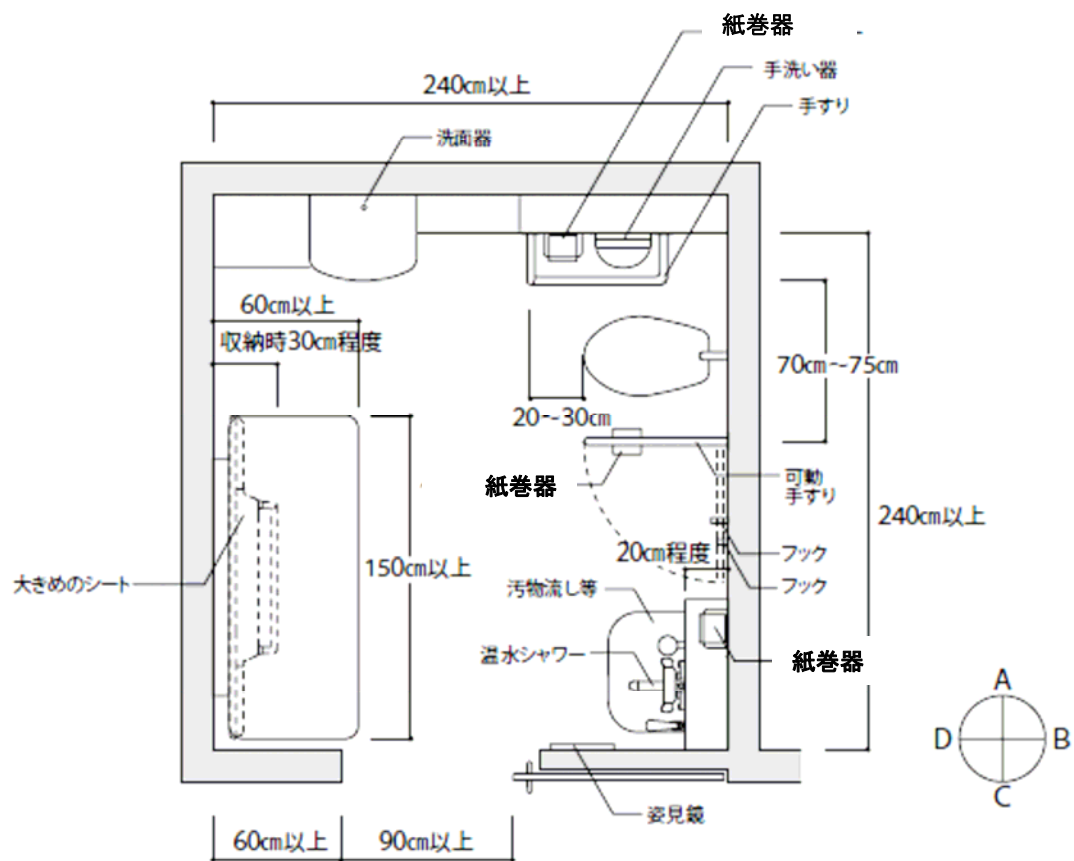 紙巻器
手洗い器
240㎝以上
手すり
洗面器
60㎝以上
収納時30㎝程度
70㎝~75㎝
20~30㎝
紙巻器
可動
手すり
240㎝以上
20㎝程度
フック
150㎝以上
フック
大きめのシート
汚物流し等
温水シャワー
紙巻器
A
D
B
C
姿見鏡
60㎝以上
90㎝以上